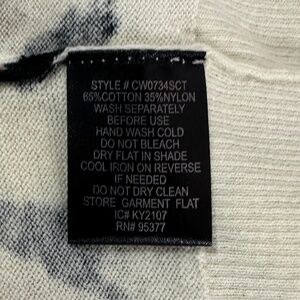 STYLE # CW0734SCT
65%COTTON 35%NYLON
WASH SEPARATELY
BEFORE USE
HAND WASH COLD
DO NOT BLEACH
DRY FLAT IN SHADE
COOL IRON ON REVERSE
IF NEEDED
DO NOT DRY CLEAN
STORE GARMENT FLAT
IC# KY2107
RN# 95377